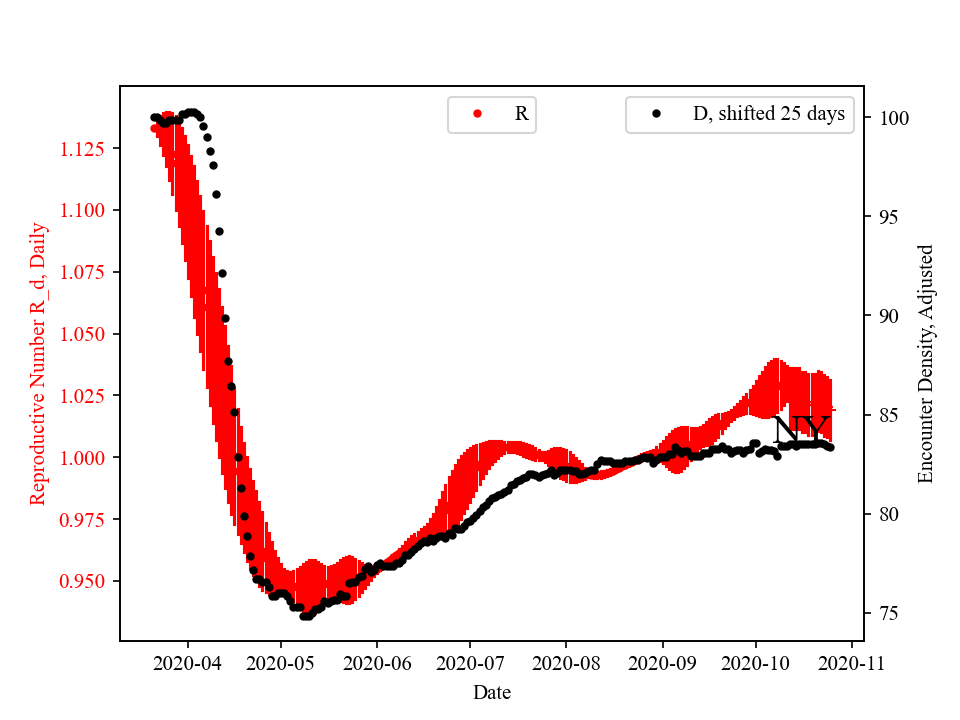 R
D, shifted 25 days
Reproductive Number R_d, Daily
1.125
1.100
1.075
1.050
1.025
1.000
0.975
0.950
100
95
90
85
80
75
Encounter Density, Adjusted
NY
2020-04 2020-05 2020-06 2020-07 2020-08 2020-09 2020-10 2020-11
Date